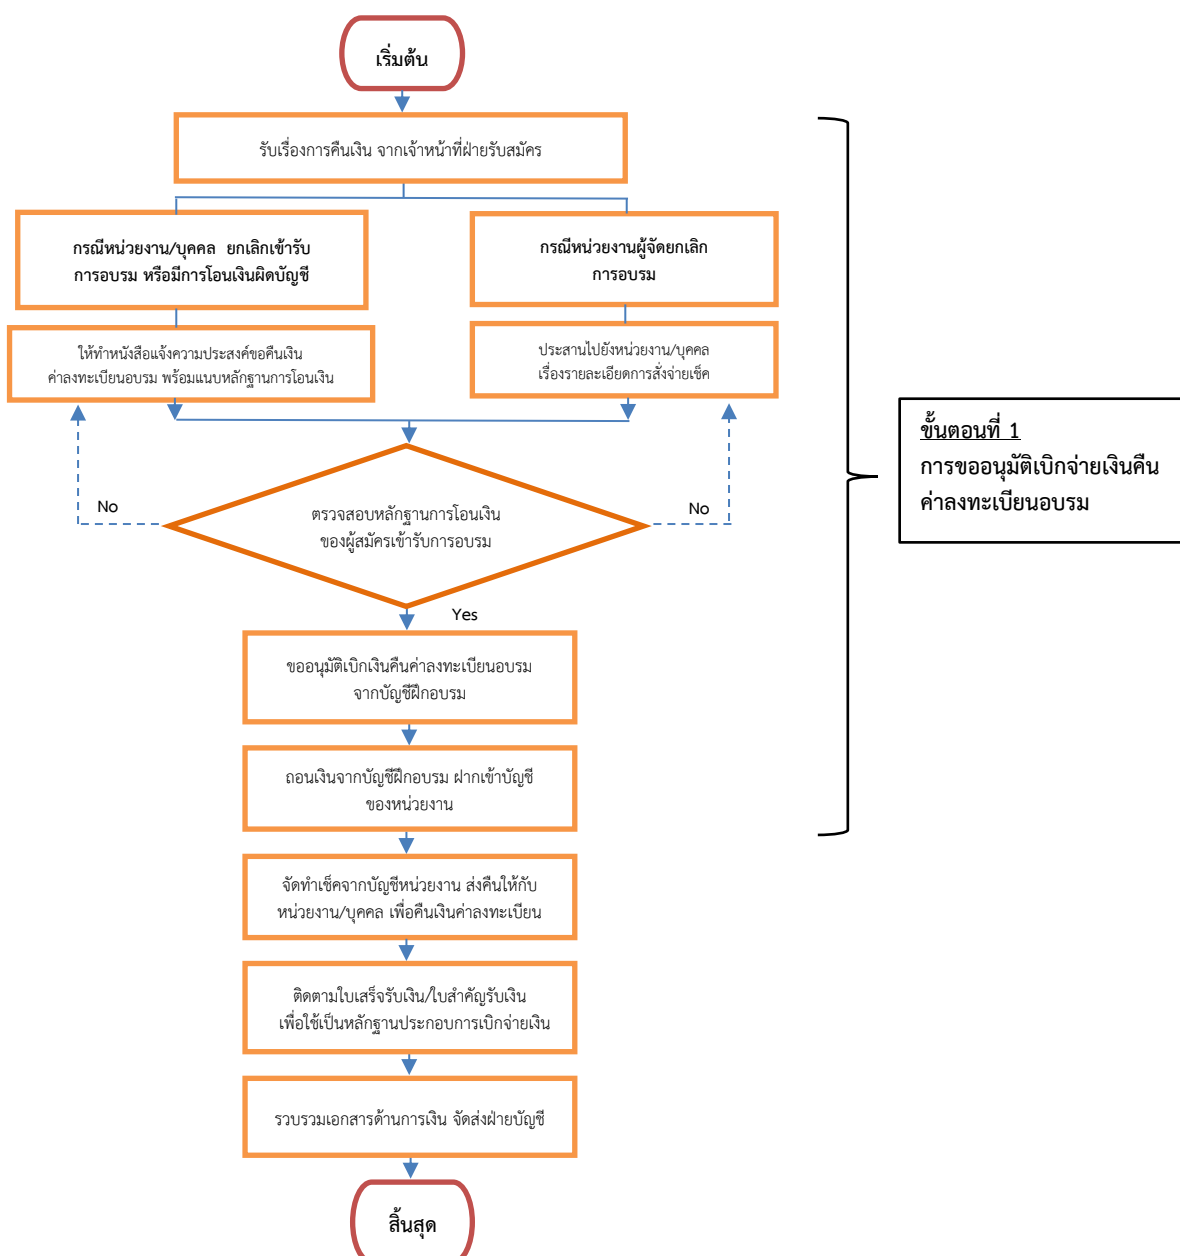 เริ่มต้น
รับเรื่องการคืนเงิน จากเจ้าหน้าที่ฝ่ายรับสมัคร
กรณีหน่วยงาน/บุคคล ยกเลิกเข้ารับ
การอบรม หรือมีการโอนเงินผิดบัญชี
กรณีหน่วยงานผู้จัดยกเลิก
การอบรม
ให้ทำหนังสือแจ้งความประสงค์ขอคืนเงิน
ค่าลงทะเบียนอบรม พร้อมแนบหลักฐานการโอนเงิน
ประสานไปยังหน่วยงาน/บุคคล
เรื่องรายละเอียดการสั่งจ่ายเช็ค
ขั้นตอนที่ 1
การขออนุมัติเบิกจ่ายเงินคืน
ค่าลงทะเบียนอบรม
No
ตรวจสอบหลักฐานการโอนเงิน
ของผู้สมัครเข้ารับการอบรม
No
Yes
ขออนุมัติเบิกเงินคืนค่าลงทะเบียนอบรม
จากบัญชีฝึกอบรม
ถอนเงินจากบัญชีฝึกอบรม ฝากเข้าบัญชี
ของหน่วยงาน
จัดทำเช็คจากบัญชีหน่วยงาน ส่งคืนให้กับ
หน่วยงาน/บุคคล เพื่อคืนเงินค่าลงทะเบียน
ติดตามใบเสร็จรับเงิน/ใบสำคัญรับเงิน
เพื่อใช้เป็นหลักฐานประกอบการเบิกจ่ายเงิน
รวบรวมเอกสารด้านการเงิน จัดส่งฝ่ายบัญชี
สิ้นสุด